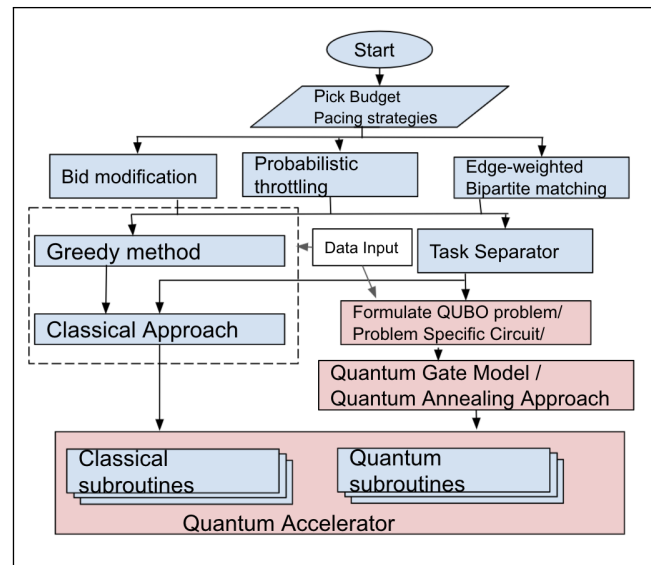 Start
Pick Budget
Pacing strategies
Bid modification
Probabilistic
throttling
Edge-weighted
Bipartite matching
Greedy method
Data Input
Task Separator
Classical Approach
Formulate QUBO problem/
Problem Specific Circuit/
Quantum Gate Model /
Quantum Annealing Approach
Classical
subroutines
Quantum
subroutines
Quantum Accelerator